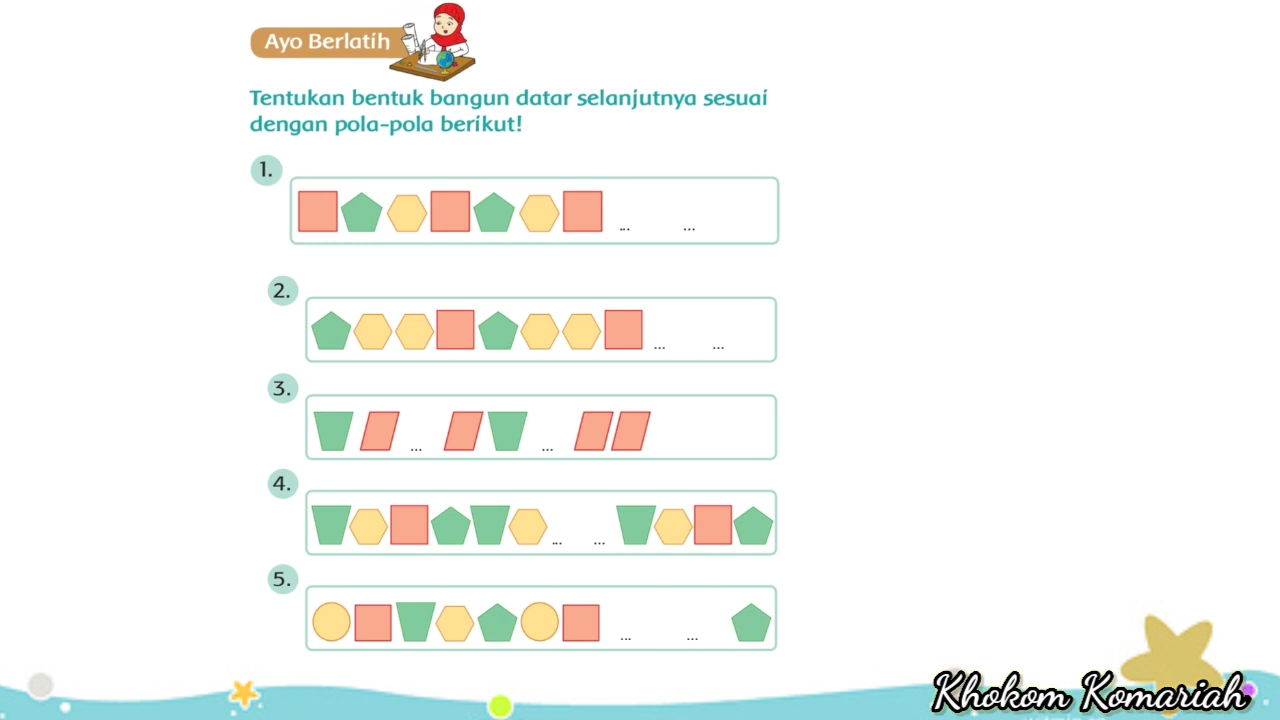 Ayo Berlatih
Tentukan bentuk bangun datar selanjutnya sesuai
dengan pola-pola berikut!
1.
... ...
2.
... ...
3.
... ...
4.
... ...
5.
... ...
Khokom Komariah